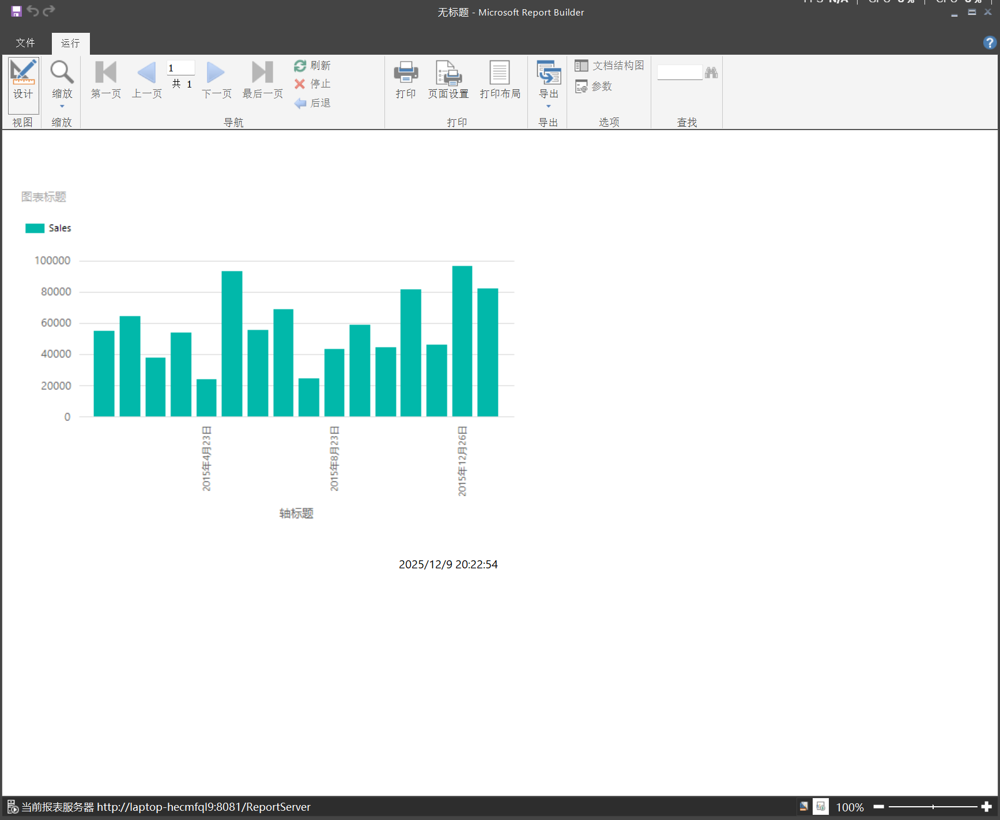 无标题 - Microsoft Report Builder
文件 运行
设计 缩放 第一页 上一页 1 共 1 下一页 最后一页 刷新 停止 后退 打印 页面设置 打印布局 导出 文档结构图 参数
视图 缩放 导航 打印 导出 选项 查找
图表标题
Sales
100000
80000
60000
40000
20000
0
2015年4月23日 2015年8月23日 2015年12月26日
轴标题
2025/12/9 20:22:54
当前报表服务器 http://laptop-hecmfql9:8081/ReportServer 100%